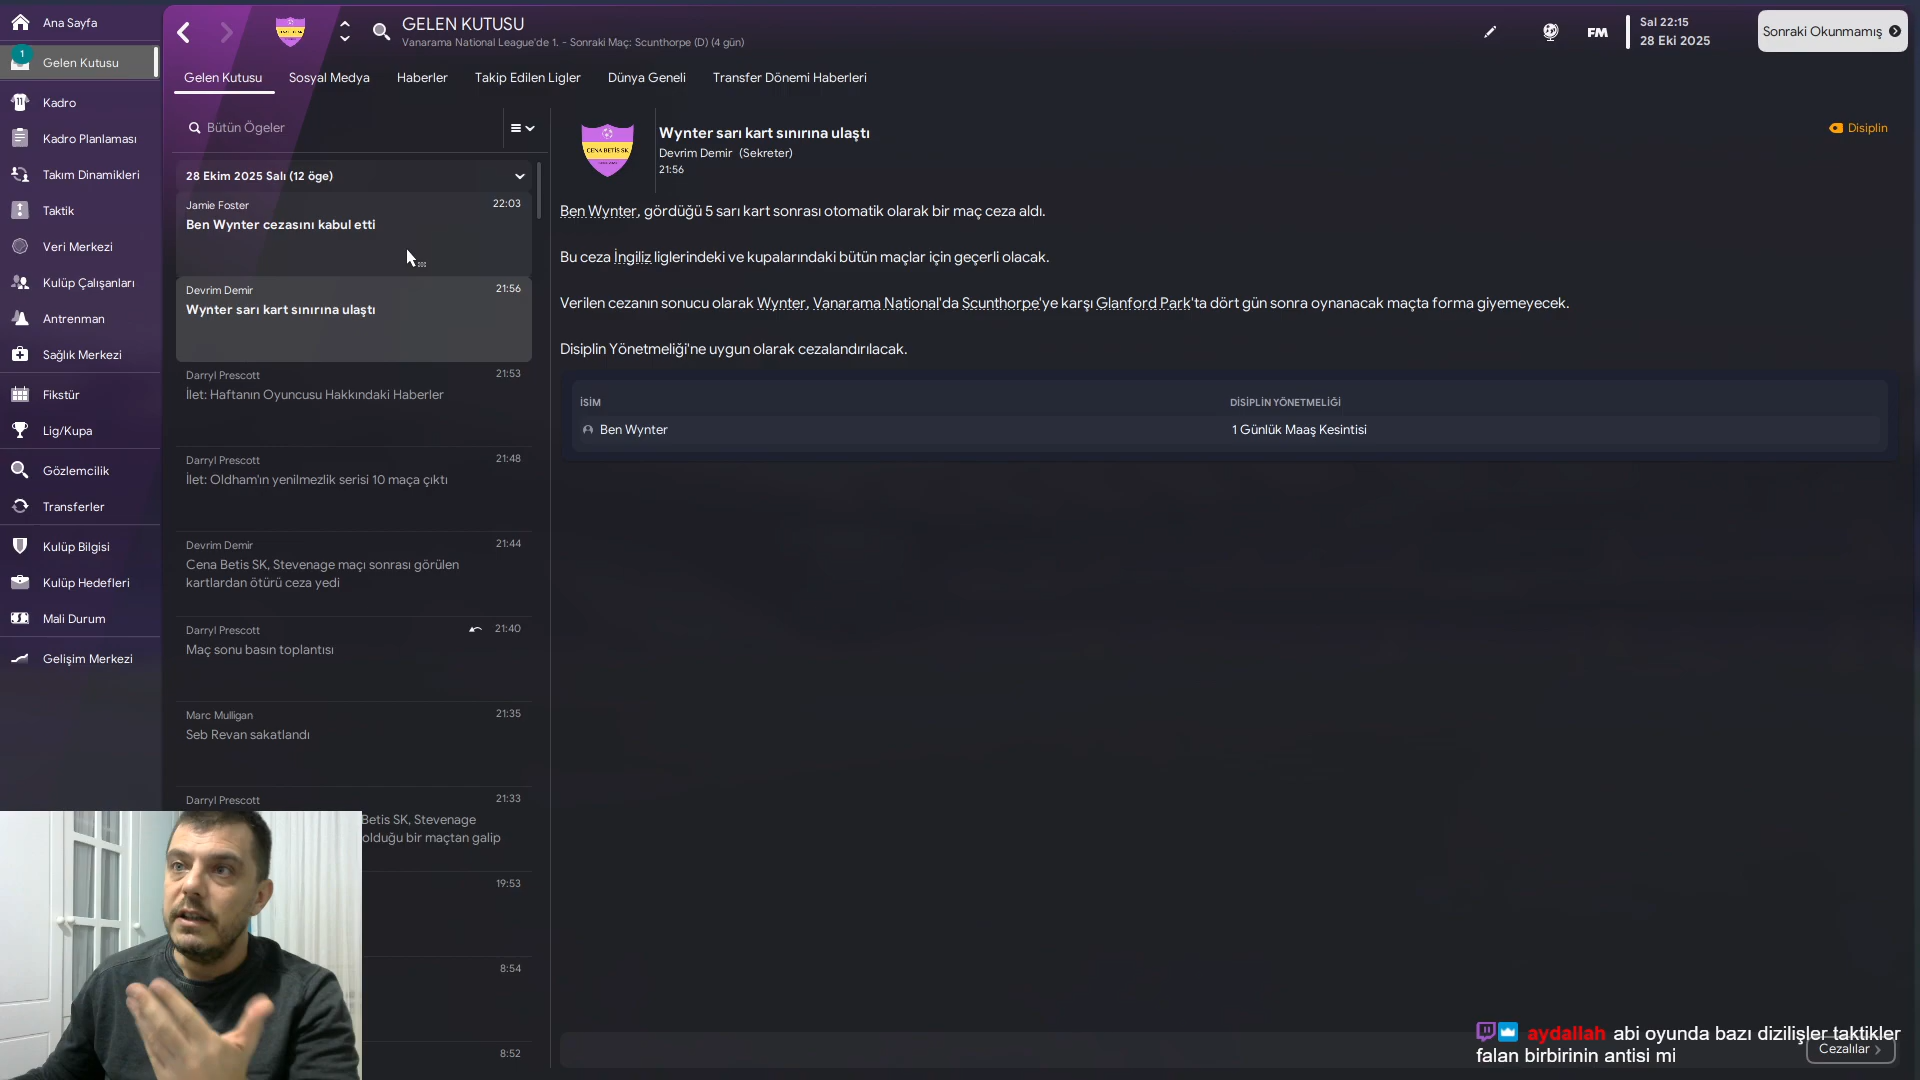 Ana Sayfa
1
Gelen Kutusu
Kadro
Kadro Planlaması
Takım Dinamikleri
Taktik
Veri Merkezi
Kulüp Çalışanları
Antrenman
Sağlık Merkezi
Fikstür
Lig/Kupa
Gözlemcilik
Transferler
Kulüp Bilgisi
Kulüp Hedefleri
Mali Durum
Gelişim Merkezi
GELEN KUTUSU
Vanarama National League'de 1. - Sonraki Maç: Scunthorpe (D) (4 gün)
FM
Sal 22:15
28 Eki 2025
Sonraki Okunmamış
Gelen Kutusu Sosyal Medya Haberler Takip Edilen Ligler Dünya Geneli Transfer Dönemi Haberleri
Bütün Ögeler
28 Ekim 2025 Salı (12 öge)
Jamie Foster 22:03
Ben Wynter cezasını kabul etti
Devrim Demir 21:56
Wynter sarı kart sınırına ulaştı
Darryl Prescott 21:53
İlet: Haftanın Oyuncusu Hakkındaki Haberler
Darryl Prescott 21:48
İlet: Oldham'ın yenilmezlik serisi 10 maça çıktı
Devrim Demir 21:44
Cena Betis SK, Stevenage maçı sonrası görülen
kartlardan ötürü ceza yedi
Darryl Prescott 21:40
Maç sonu basın toplantısı
Marc Mulligan 21:35
Seb Revan sakatlandı
Darryl Prescott 21:33
Betis SK, Stevenage
olduğu bir maçtan galip
19:53
8:54
8:52
CENA BETİS SK
Wynter sarı kart sınırına ulaştı
Devrim Demir (Sekreter)
21:56
Disiplin
Ben Wynter, gördüğü 5 sarı kart sonrası otomatik olarak bir maç ceza aldı.
Bu ceza İngiliz liglerindeki ve kupalarındaki bütün maçlar için geçerli olacak.
Verilen cezanın sonucu olarak Wynter, Vanarama National'da Scunthorpe'ye karşı Glanford Park'ta dört gün sonra oynanacak maçta forma giyemeyecek.
Disiplin Yönetmeliği'ne uygun olarak cezalandırılacak.
İSİM DİSİPLİN YÖNETMELİĞİ
Ben Wynter 1 Günlük Maaş Kesintisi
aydallah abi oyunda bazı dizilişler taktikler
falan birbirinin antisi mi
Cezalılar